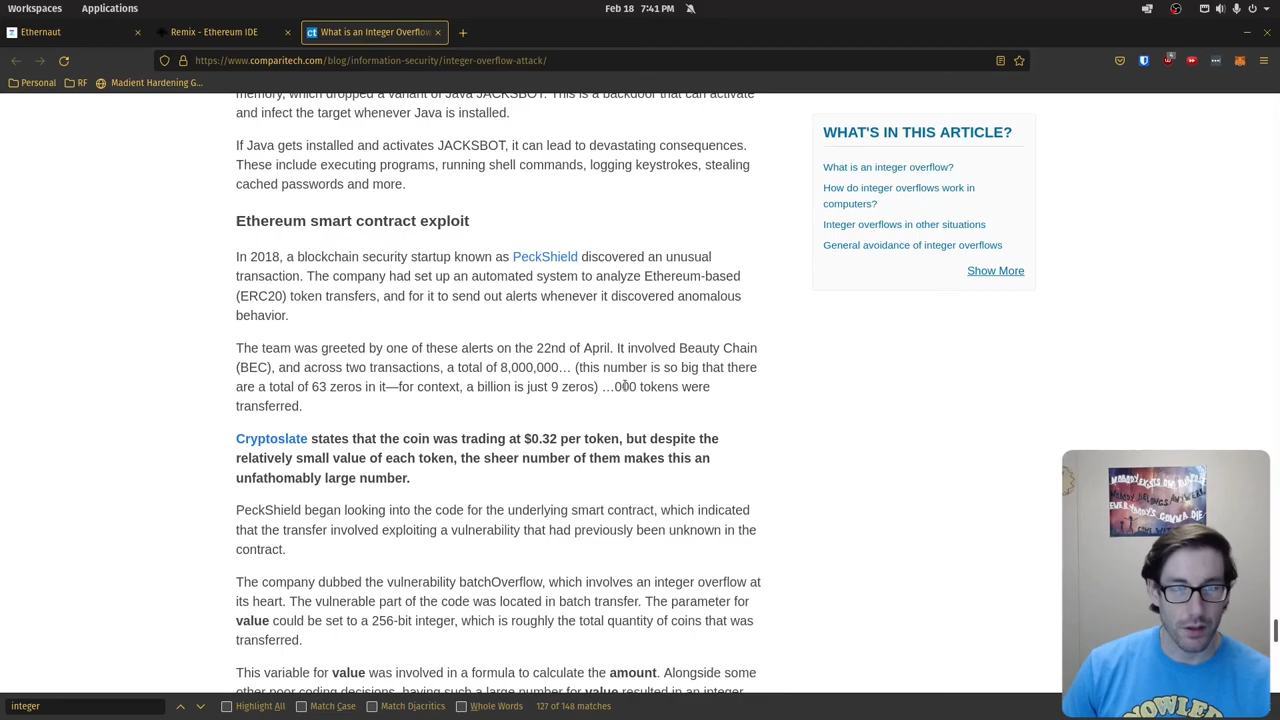 Workspaces Applications Feb 18 7:41 PM
Ethernaut Remix - Ethereum IDE What is an Integer Overflow
https://www.comparitech.com/blog/information-security/integer-overflow-attack/
Personal RF Madient Hardening G...
memory, which dropped a variant of Java JACKSBOT. This is a backdoor that can activate
and infect the target whenever Java is installed.
If Java gets installed and activates JACKSBOT, it can lead to devastating consequences.
These include executing programs, running shell commands, logging keystrokes, stealing
cached passwords and more.
Ethereum smart contract exploit
In 2018, a blockchain security startup known as PeckShield discovered an unusual
transaction. The company had set up an automated system to analyze Ethereum-based
(ERC20) token transfers, and for it to send out alerts whenever it discovered anomalous
behavior.
The team was greeted by one of these alerts on the 22nd of April. It involved Beauty Chain
(BEC), and across two transactions, a total of 8,000,000… (this number is so big that there
are a total of 63 zeros in it—for context, a billion is just 9 zeros) …000 tokens were
transferred.
Cryptoslate states that the coin was trading at $0.32 per token, but despite the
relatively small value of each token, the sheer number of them makes this an
unfathomably large number.
PeckShield began looking into the code for the underlying smart contract, which indicated
that the transfer involved exploiting a vulnerability that had previously been unknown in the
contract.
The company dubbed the vulnerability batchOverflow, which involves an integer overflow at
its heart. The vulnerable part of the code was located in batch transfer. The parameter for
value could be set to a 256-bit integer, which is roughly the total quantity of coins that was
transferred.
This variable for value was involved in a formula to calculate the amount. Alongside some
other poor coding decisions, having such a large number for value resulted in an integer
WHAT'S IN THIS ARTICLE?
What is an integer overflow?
How do integer overflows work in
computers?
Integer overflows in other situations
General avoidance of integer overflows
Show More
integer Highlight All Match Case Match Diacritics Whole Words 127 of 148 matches